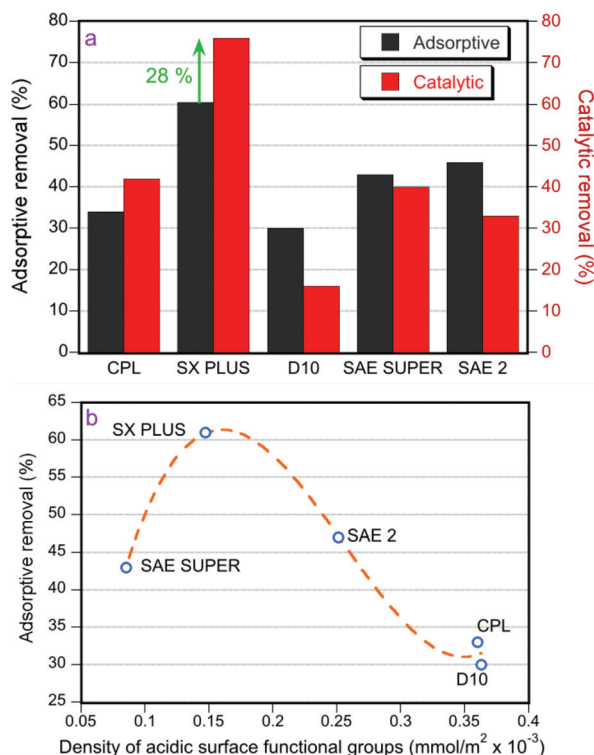 a
Adsorptive
Catalytic
28 %
Adsorptive removal (%)
80
70
60
50
40
30
20
10
0
Catalytic removal (%)
80
70
60
50
40
30
20
10
0
CPL SX PLUS D10 SAE SUPER SAE 2
b
Adsorptive removal (%)
65
60
55
50
45
40
35
30
25
SX PLUS
SAE 2
SAE SUPER
CPL
D10
0.05 0.1 0.15 0.2 0.25 0.3 0.35 0.4
Density of acidic surface functional groups (mmol/m² x 10⁻³)